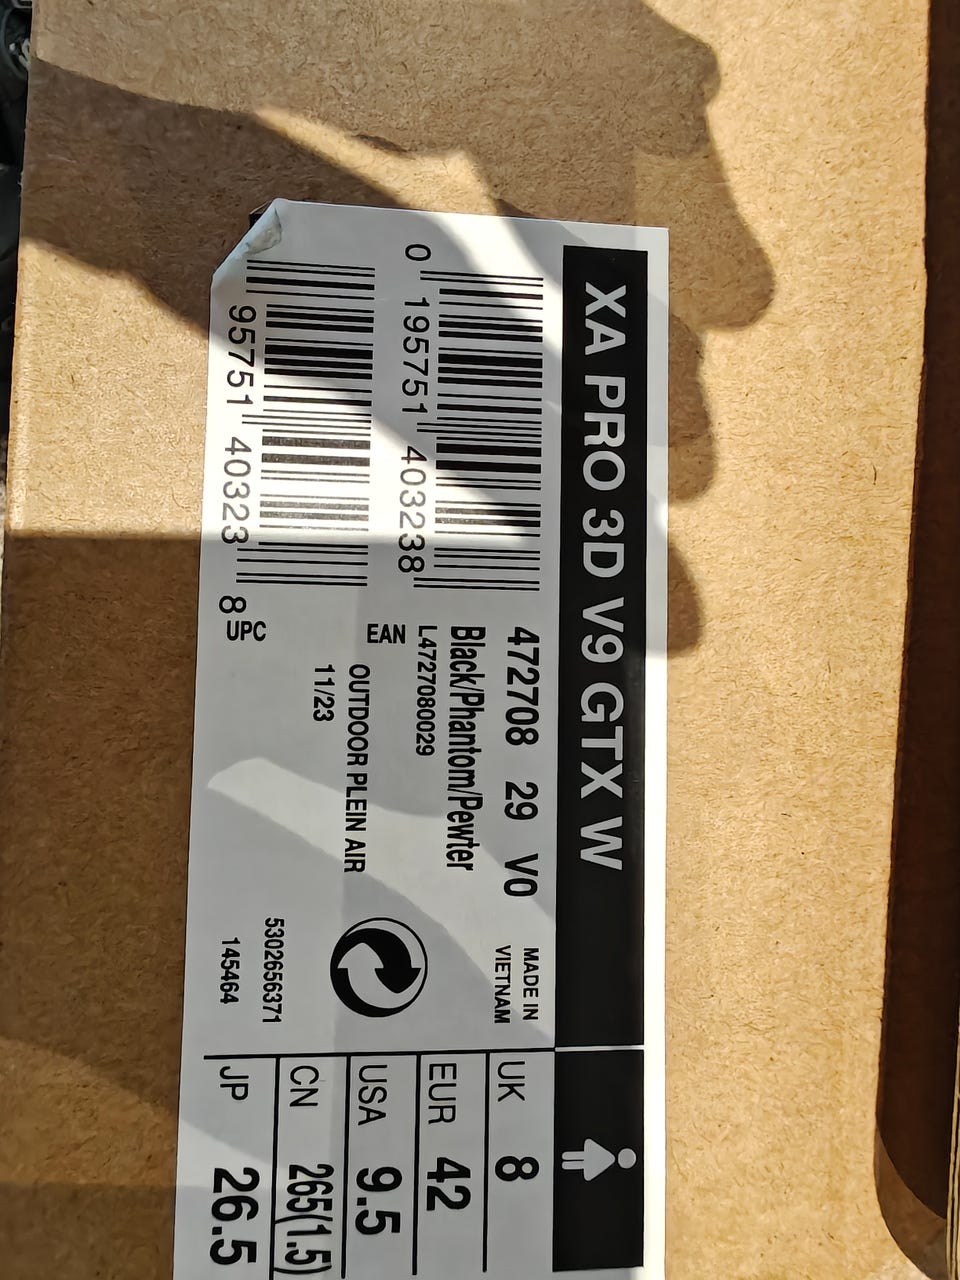 XA PRO 3D V9 GTX W
0 195751 403238
EAN
95751 40323 8
UPC
472708 29 V0
Black/Phantom/Pewter
L4727080029
OUTDOOR PLEIN AIR
11/23
MADE IN
VIETNAM
5302656371
145464
UK 8
EUR 42
USA 9.5
CN 265(1.5)
JP 26.5